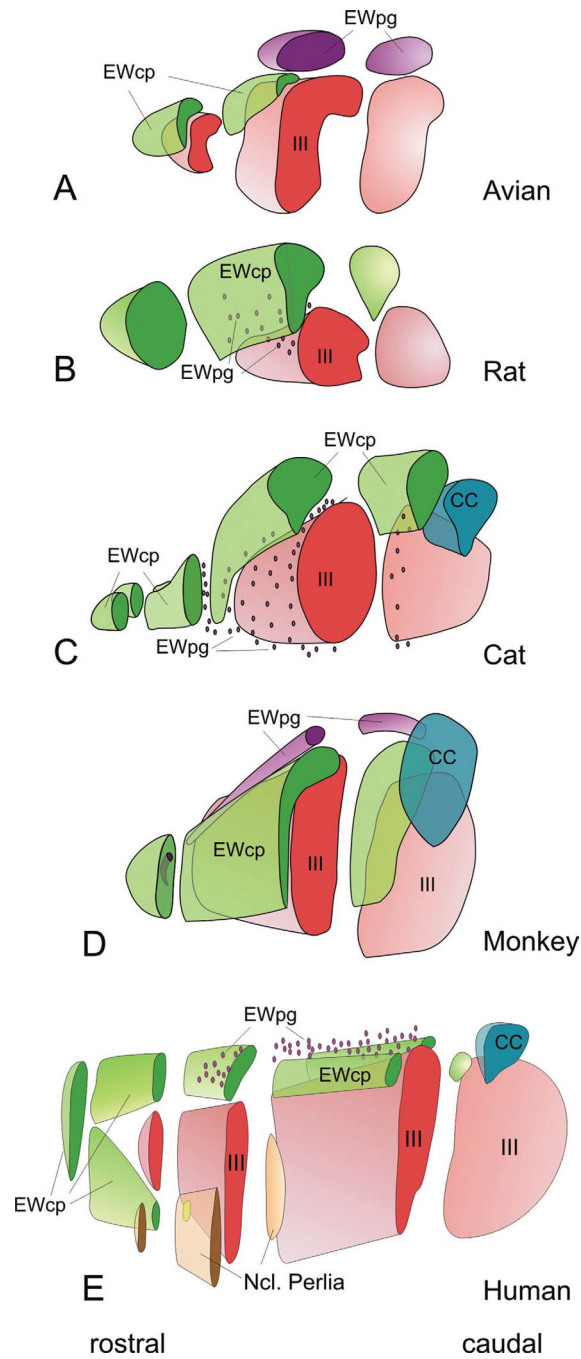 EWpg
EWcp
III
A
Avian
EWcp
EWpg
III
B
Rat
EWcp
CC
EWcp
III
EWpg
C
Cat
EWpg
CC
EWcp
III
III
D
Monkey
EWpg
CC
EWcp
III
III
III
EWcp
Ncl. Perlia
E
Human
rostral
caudal